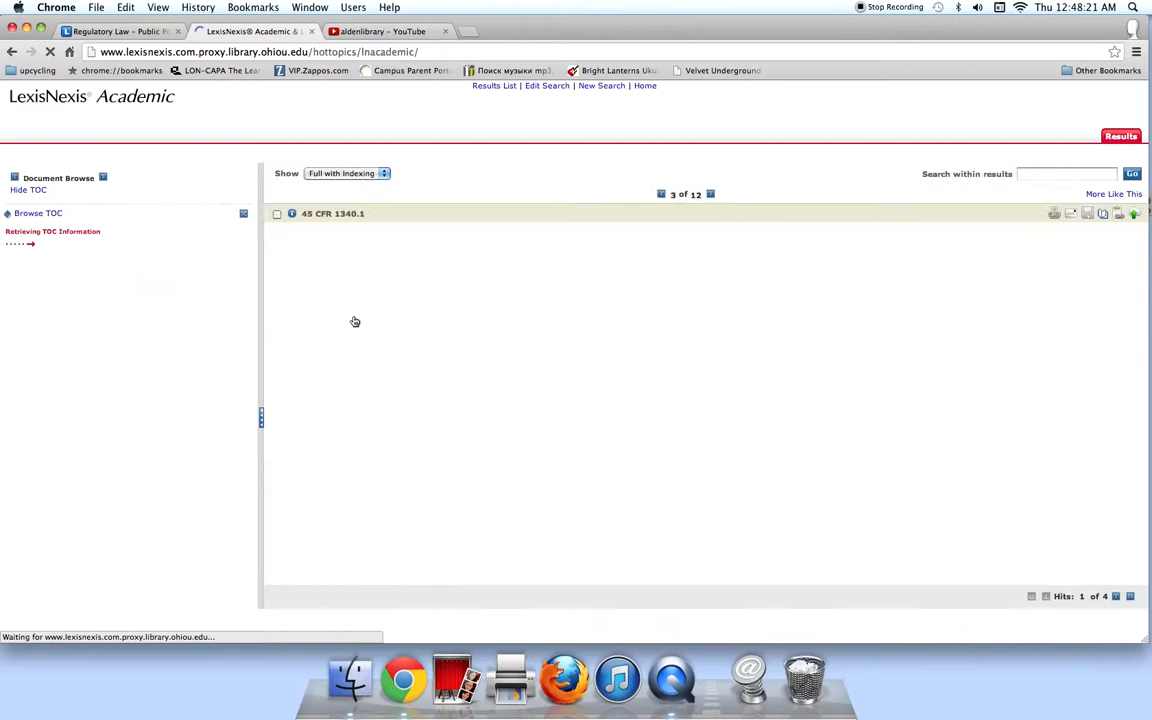 Chrome File Edit View History Bookmarks Window Users Help Stop Recording Thu 12:48:21 AM
Regulatory Law – Public P LexisNexis® Academic & L aldenlibrary – YouTube
www.lexisnexis.com.proxy.library.ohiou.edu/hottopics/lnacademic/
upcycling chrome://bookmarks LON-CAPA The Lea VIP.Zappos.com Campus Parent Port Поиск музыки mp3. Bright Lanterns Uku Velvet Underground Other Bookmarks
LexisNexis® Academic
Results List | Edit Search | New Search | Home
Results
Document Browse
Hide TOC
Show Full with Indexing Search within results Go
3 of 12
More Like This
Browse TOC
45 CFR 1340.1
Retrieving TOC Information
Hits: 1 of 4
Waiting for www.lexisnexis.com.proxy.library.ohiou.edu...